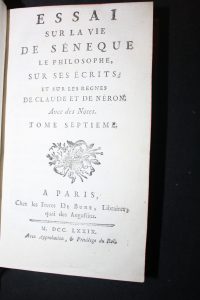 ESSAI
SUR LA VIE
DE SÉNEQUE
LE PHILOSOPHE,
SUR SES ÉCRITS;
ET SUR LES REGNES
DE CLAUDE ET DE NERON.
Avec des Notes.
TOME SEPTIEME.
A PARIS,
Chez les Freres DE BURE, Libraires,
quai des Augustins.
M. DCC. LXXIX.
Avec Approbation, & Privilége du Roi.